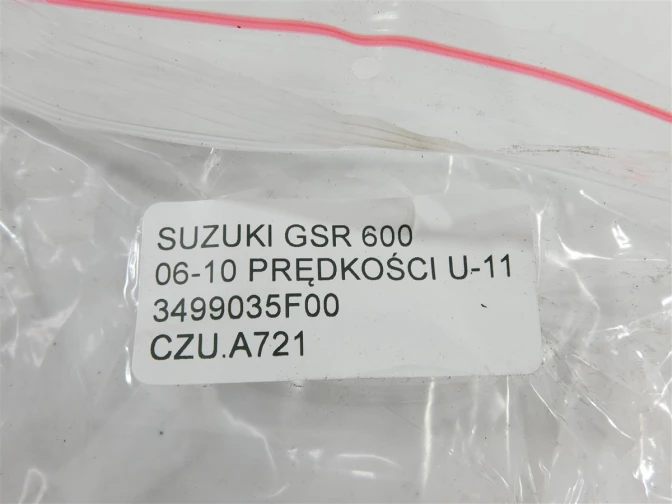 SUZUKI GSR 600
06-10 PRĘDKOŚCI U-11
3499035F00
CZU.A721